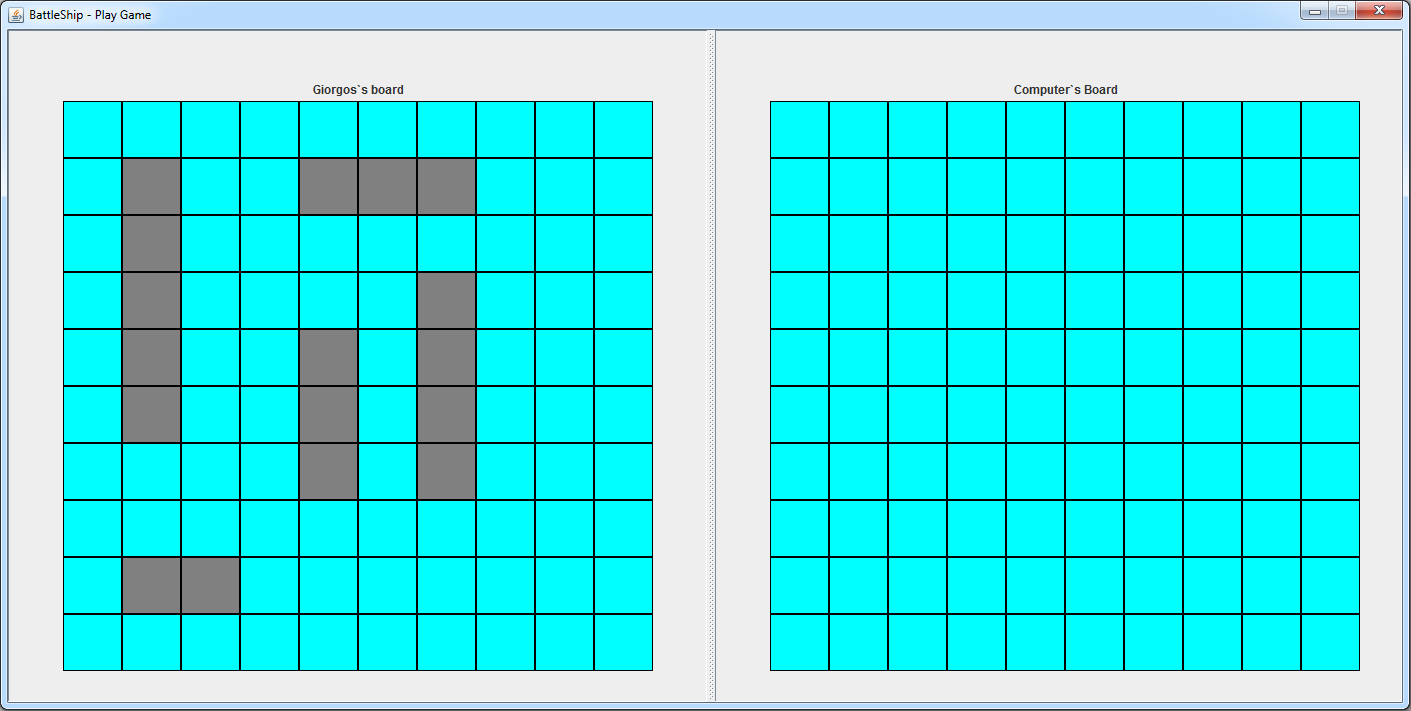 BattleShip - Play Game
Giorgos`s board
Computer`s Board